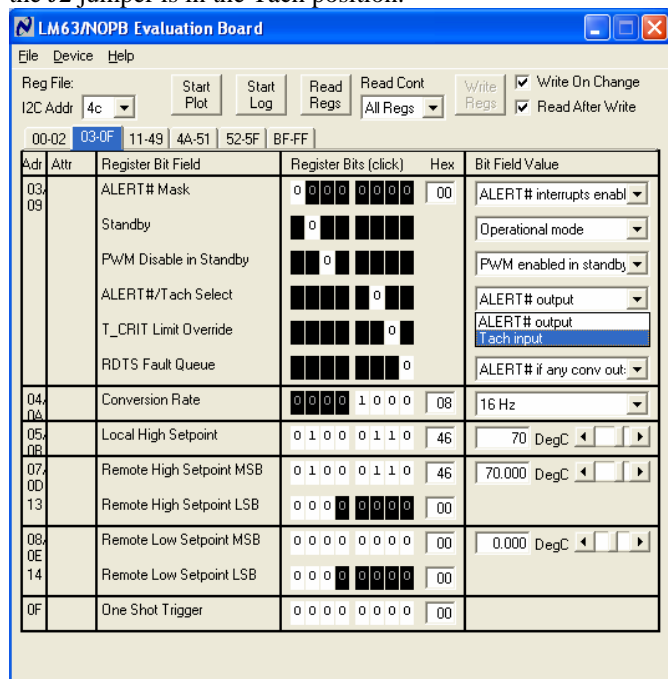 the J2 jumper is in the Tach position.
LM63/NOPB Evaluation Board
File Device Help
Reg File:
I2C Addr 4c
Start Plot
Start Log
Read Regs
Read Cont
All Regs
Write Regs
Write On Change
Read After Write
00-02 03-0F 11-49 4A-51 52-5F BF-FF
Adr Attr Register Bit Field Register Bits (click) Hex Bit Field Value
03/ 09 ALERT# Mask 0 0 0 0 0 0 0 0 00 ALERT# interrupts enabl
Standby 0 Operational mode
PWM Disable in Standby 0 PWM enabled in standby
ALERT#/Tach Select 0 ALERT# output
ALERT# output
Tach input
T_CRIT Limit Override 0
RDTS Fault Queue 0 ALERT# if any conv out:
04/ 0A Conversion Rate 0 0 0 0 1 0 0 0 08 16 Hz
05/ 0B Local High Setpoint 0 1 0 0 0 1 1 0 46 70 DegC
07/ 0D Remote High Setpoint MSB 0 1 0 0 0 1 1 0 46 70.000 DegC
13 Remote High Setpoint LSB 0 0 0 0 0 0 0 0 00
08/ 0E Remote Low Setpoint MSB 0 0 0 0 0 0 0 0 00 0.000 DegC
14 Remote Low Setpoint LSB 0 0 0 0 0 0 0 0 00
0F One Shot Trigger 0 0 0 0 0 0 0 0 00